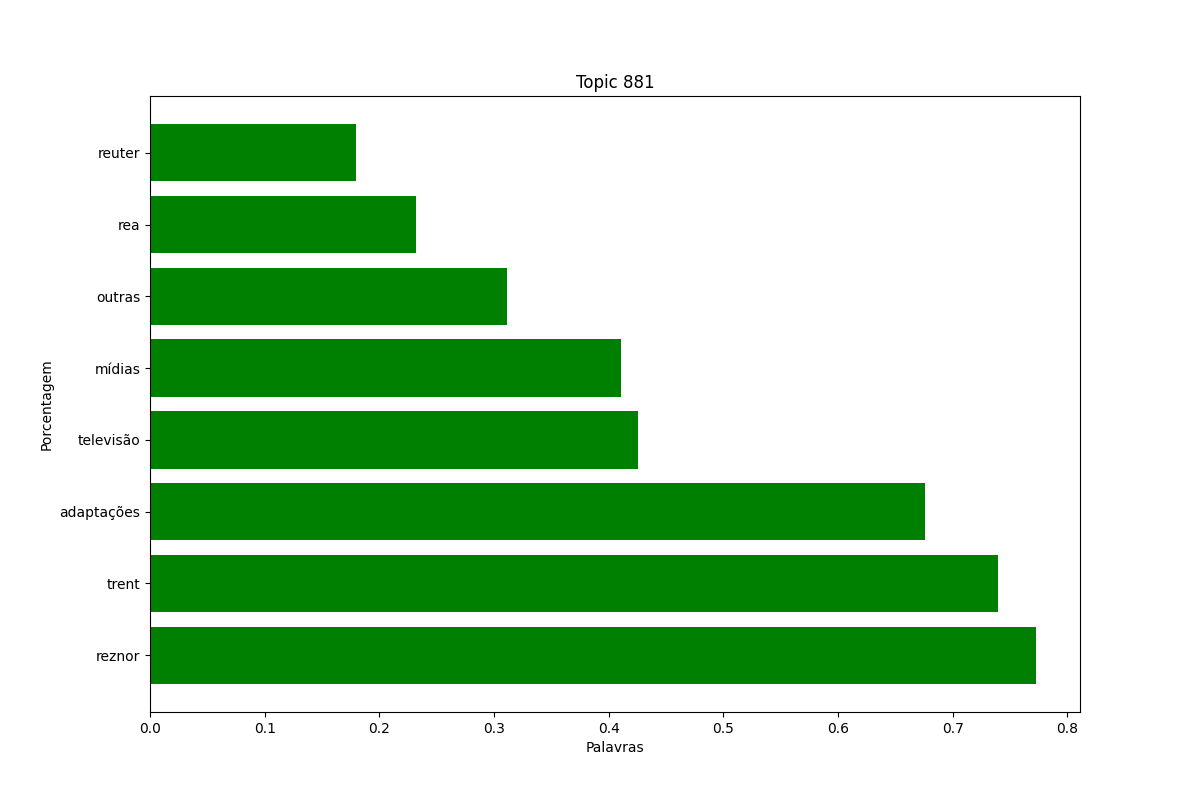 Topic 881
reuter
rea
outras
mídias
televisão
adaptações
trent
reznor
Porcentagem
0.0 0.1 0.2 0.3 0.4 0.5 0.6 0.7 0.8
Palavras